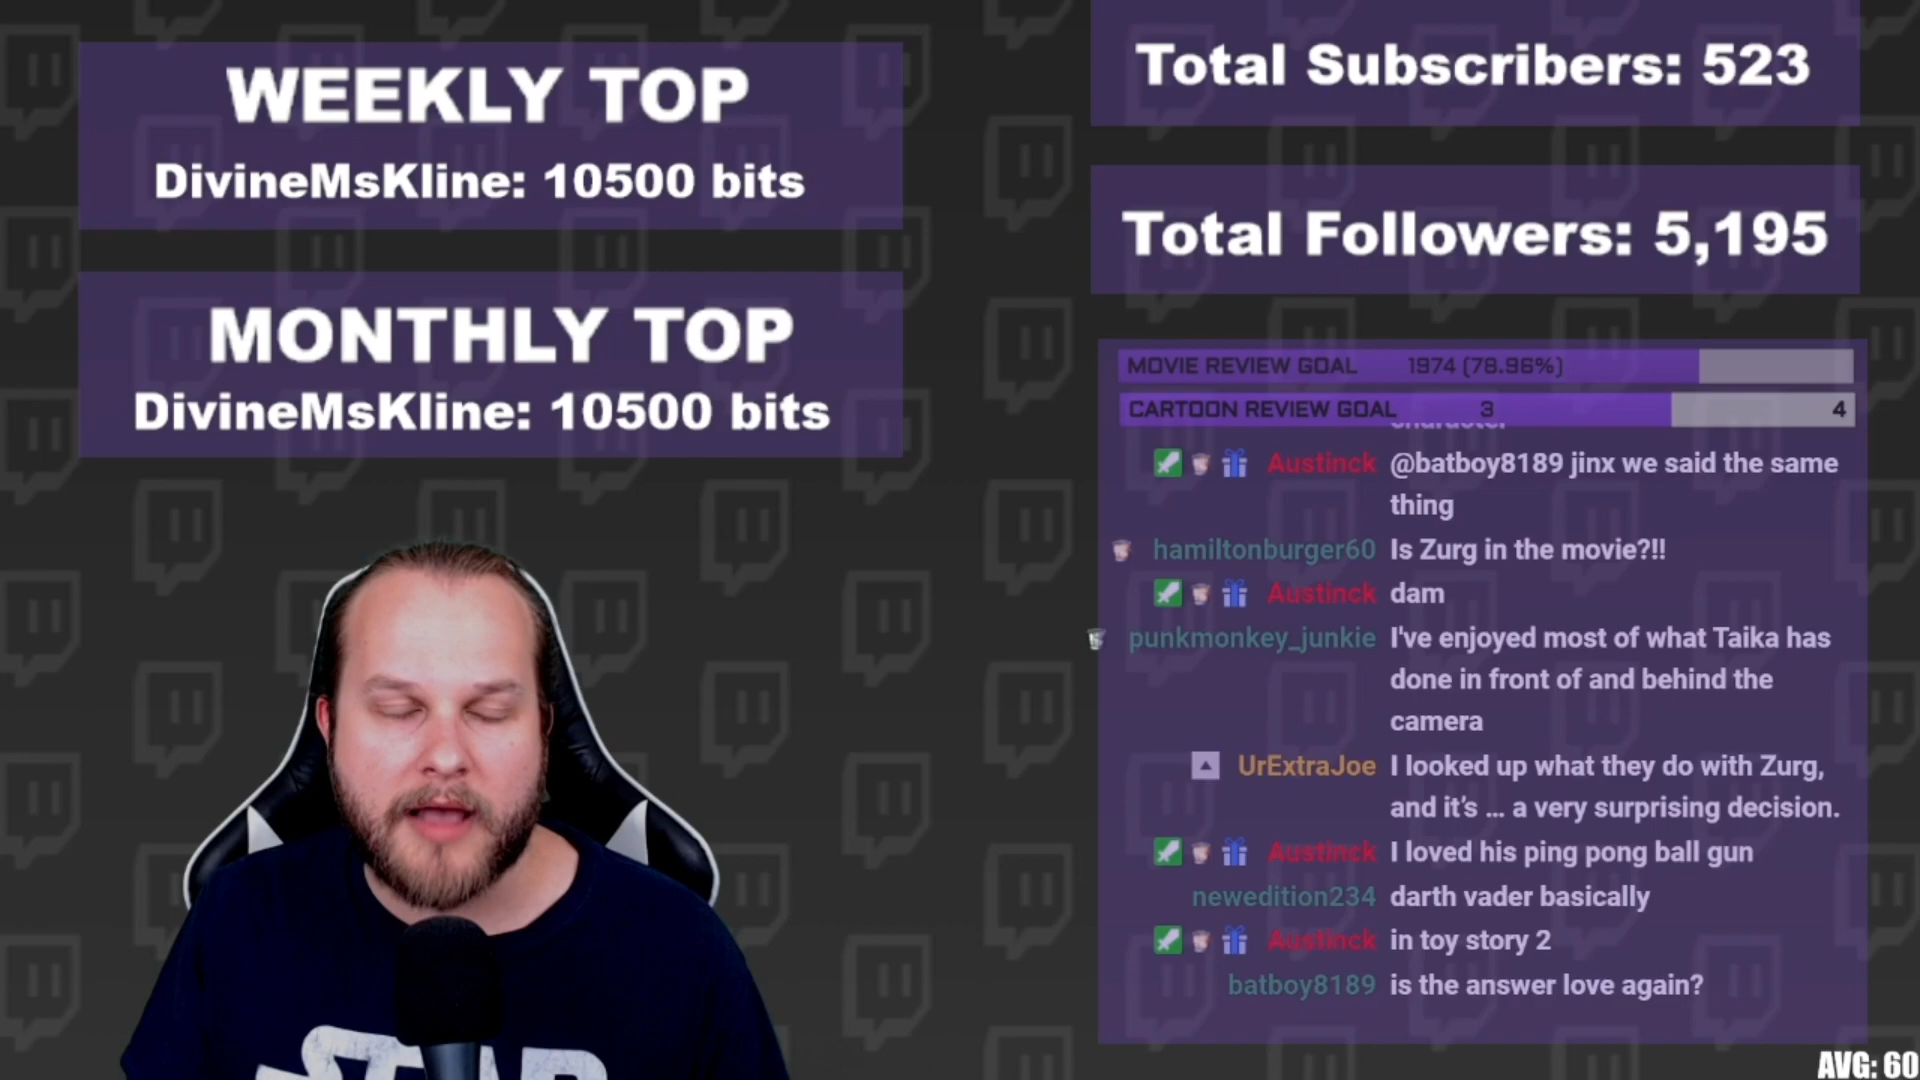 WEEKLY TOP
DivineMsKline: 10500 bits
MONTHLY TOP
DivineMsKline: 10500 bits
Total Subscribers: 523
Total Followers: 5,195
MOVIE REVIEW GOAL 1974 (78.96%)
CARTOON REVIEW GOAL 3 4
character
Austinck @batboy8189 jinx we said the same
thing
hamiltonburger60 Is Zurg in the movie?!!
Austinck dam
punkmonkey_junkie I've enjoyed most of what Taika has
done in front of and behind the
camera
UrExtraJoe I looked up what they do with Zurg,
and it's ... a very surprising decision.
Austinck I loved his ping pong ball gun
newedition234 darth vader basically
Austinck in toy story 2
batboy8189 is the answer love again?
STAR
AVG: 60